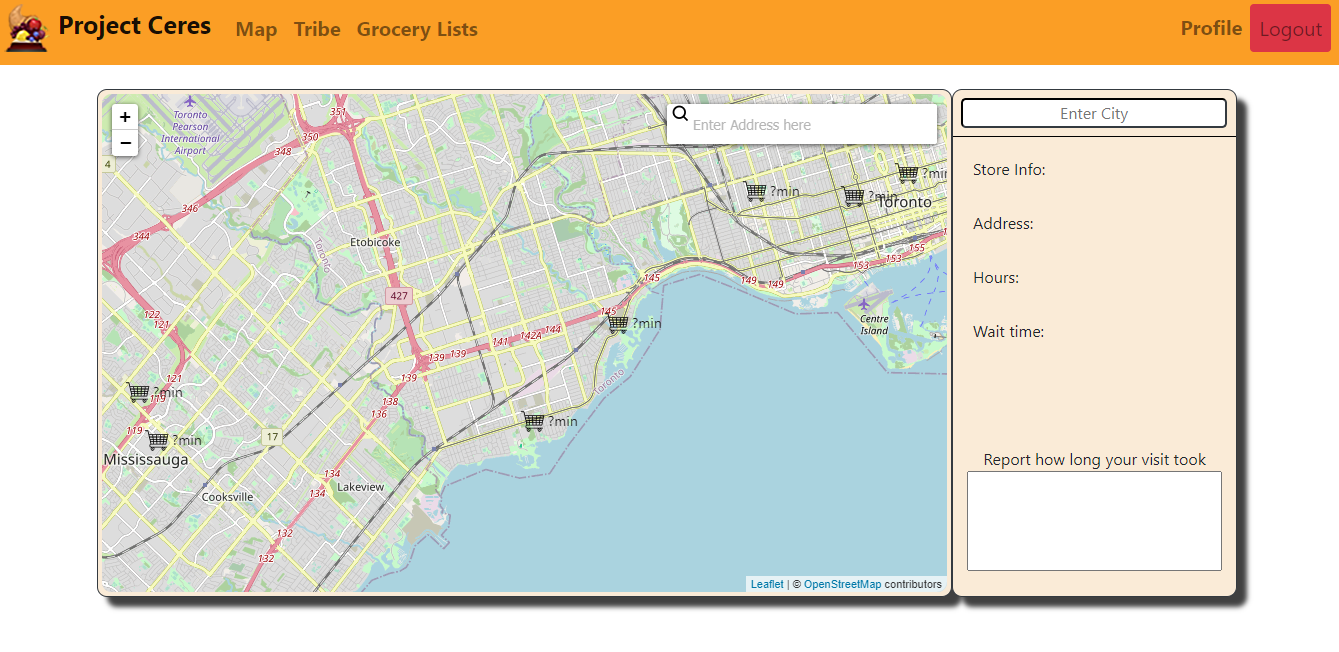 Project Ceres
Map
Tribe
Grocery Lists
Profile
Logout
+
−
Enter Address here
Enter City
Toronto
Pearson
International
Airport
351
350
348
4
346
344
Toronto
Etobicoke
427
?min
?min
?min
Toronto
145
149
149
153
153
155
1
Centre
Island
145
?min
144
142A
141
139
139
139
138
136
122
121
121
119
?min
119
?min
17
Mississauga
Cooksville
134
134
Lakeview
132
132
?min
Toronto
Leaflet | © OpenStreetMap contributors
Store Info:
Address:
Hours:
Wait time:
Report how long your visit took